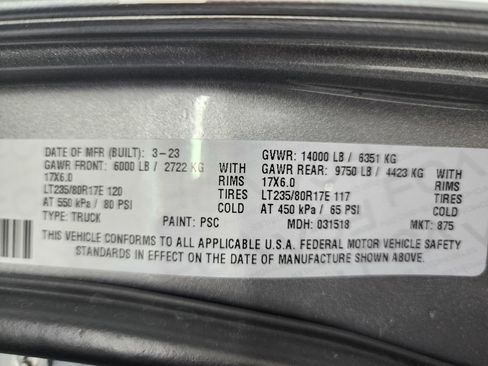 DATE OF MFR (BUILT): 3-23 GVWR: 14000 LB / 6351 KG
GAWR FRONT: 6000 LB / 2722 KG WITH GAWR REAR: 9750 LB / 4423 KG WITH
17X6.0 RIMS 17X6.0 RIMS
LT235/80R17E 120 TIRES LT235/80R17E 117 TIRES
AT 550 kPa / 80 PSI COLD AT 450 kPa / 65 PSI COLD
TYPE: TRUCK PAINT: PSC MDH: 031518 MKT: 875
THIS VEHICLE CONFORMS TO ALL APPLICABLE U.S.A. FEDERAL MOTOR VEHICLE SAFETY
STANDARDS IN EFFECT ON THE DATE OF MANUFACTURE SHOWN ABOVE.